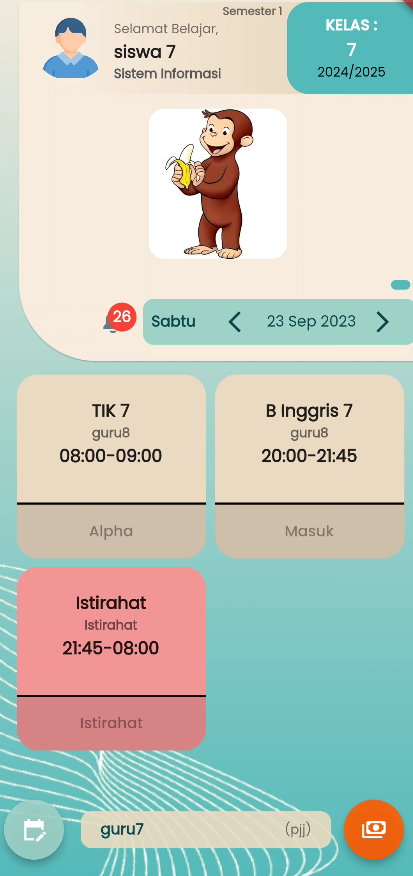 Semester 1
Selamat Belajar,
siswa 7
Sistem Informasi
KELAS :
7
2024/2025
26
Sabtu
23 Sep 2023
TIK 7
guru8
08:00-09:00
Alpha
B Inggris 7
guru8
20:00-21:45
Masuk
Istirahat
Istirahat
21:45-08:00
Istirahat
guru7
(pjj)